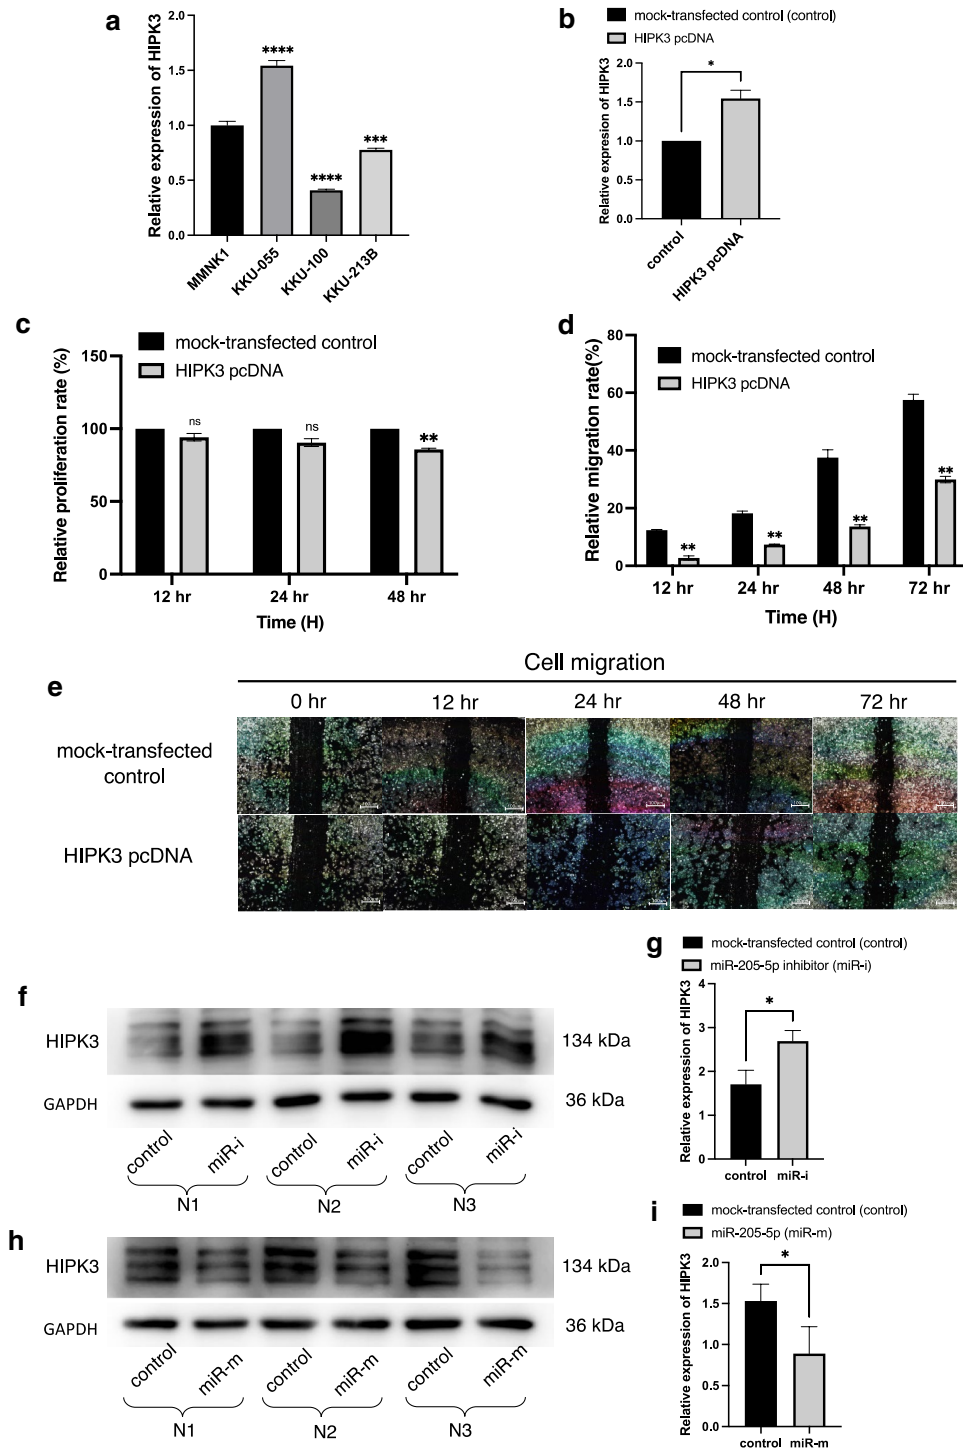 a
Relative expression of HIPK3
2.0
1.5
1.0
0.5
0.0
****
****
***
MMNK1
KKU-055
KKU-100
KKU-213B
b
mock-transfected control (control)
HIPK3 pcDNA
Relative expression of HIPK3
2.0
1.5
1.0
0.5
0.0
*
control
HIPK3 pcDNA
c
mock-transfected control
HIPK3 pcDNA
Relative proliferation rate (%)
150
100
50
0
ns
ns
**
12 hr
24 hr
48 hr
Time (H)
d
mock-transfected control
HIPK3 pcDNA
Relative migration rate(%)
80
60
40
20
0
**
**
**
**
12 hr
24 hr
48 hr
72 hr
Time (H)
e
Cell migration
0 hr
12 hr
24 hr
48 hr
72 hr
mock-transfected
control
HIPK3 pcDNA
f
HIPK3
134 kDa
GAPDH
36 kDa
control
miR-i
control
miR-i
control
miR-i
N1
N2
N3
g
mock-transfected control (control)
miR-205-5p inhibitor (miR-i)
Relative expression of HIPK3
4
3
2
1
0
*
control
miR-i
h
HIPK3
134 kDa
GAPDH
36 kDa
control
miR-m
control
miR-m
control
miR-m
N1
N2
N3
i
mock-transfected control (control)
miR-205-5p (miR-m)
Relative expression of HIPK3
2.0
1.5
1.0
0.5
0.0
*
control
miR-m